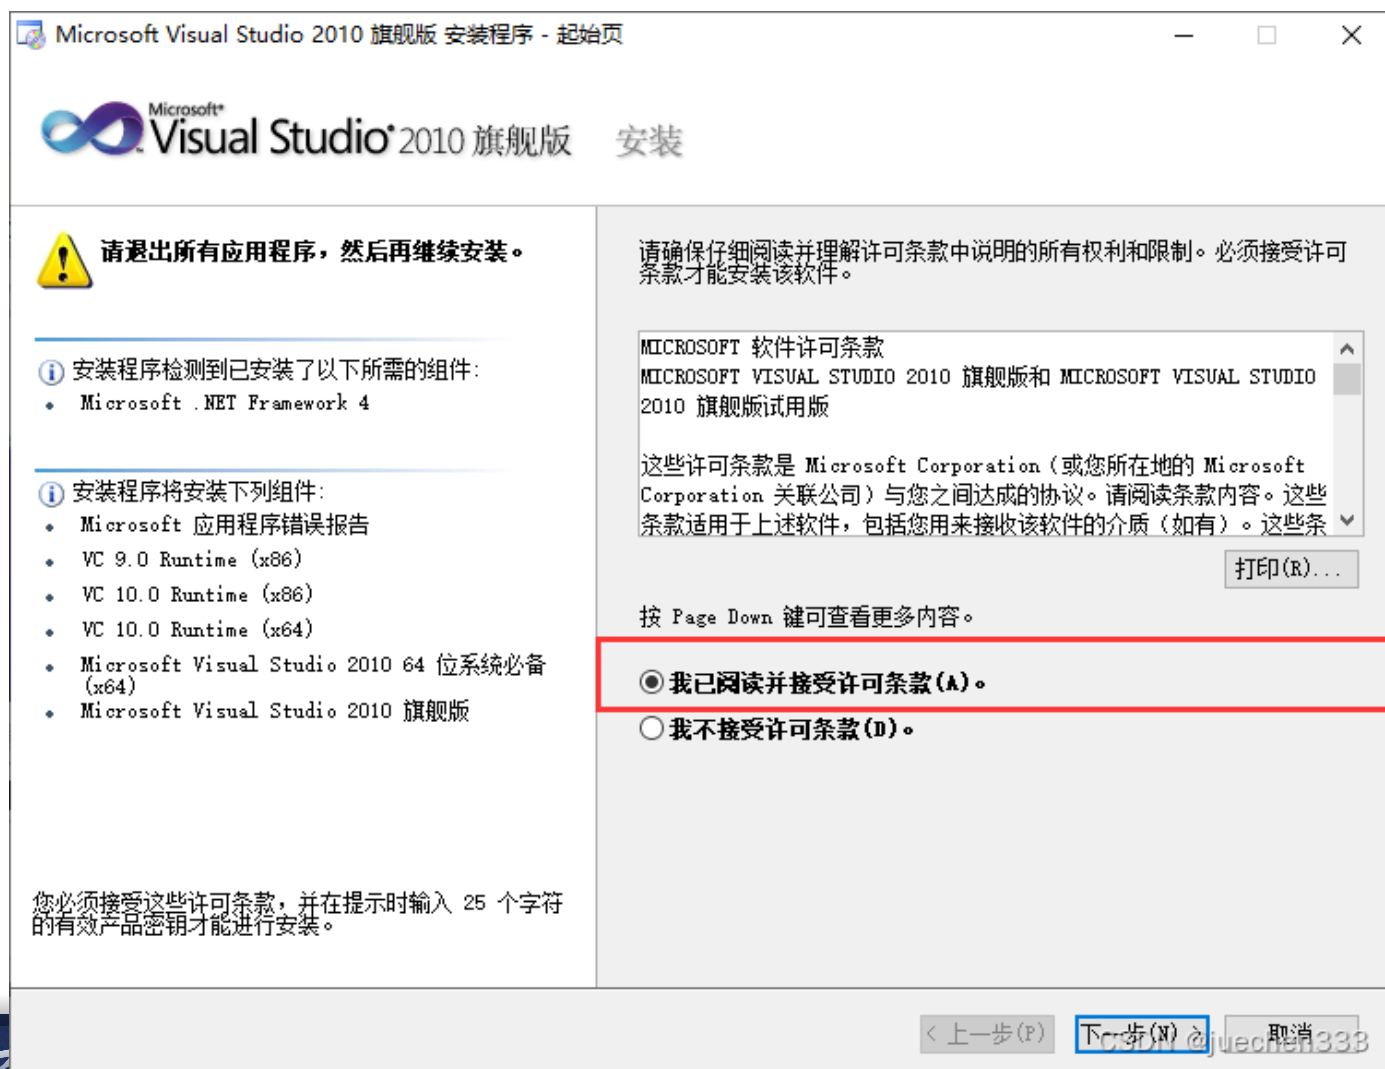 Microsoft Visual Studio 2010 旗舰版 安装程序 - 起始页
Microsoft®
Visual Studio® 2010 旗舰版 安装
请退出所有应用程序，然后再继续安装。
安装程序检测到已安装了以下所需的组件:
• Microsoft .NET Framework 4
安装程序将安装下列组件:
• Microsoft 应用程序错误报告
• VC 9.0 Runtime (x86)
• VC 10.0 Runtime (x86)
• VC 10.0 Runtime (x64)
• Microsoft Visual Studio 2010 64 位系统必备
(x64)
• Microsoft Visual Studio 2010 旗舰版
您必须接受这些许可条款，并在提示时输入 25 个字符
的有效产品密钥才能进行安装。
请确保仔细阅读并理解许可条款中说明的所有权利和限制。必须接受许可
条款才能安装该软件。
MICROSOFT 软件许可条款
MICROSOFT VISUAL STUDIO 2010 旗舰版和 MICROSOFT VISUAL STUDIO
2010 旗舰版试用版
这些许可条款是 Microsoft Corporation（或您所在地的 Microsoft
Corporation 关联公司）与您之间达成的协议。请阅读条款内容。这些
条款适用于上述软件，包括您用来接收该软件的介质（如有）。这些条
打印(R)...
按 Page Down 键可查看更多内容。
我已阅读并接受许可条款(A)。
我不接受许可条款(D)。
< 上一步(P)
下一步(N) >
取消
CSDN @juechen333